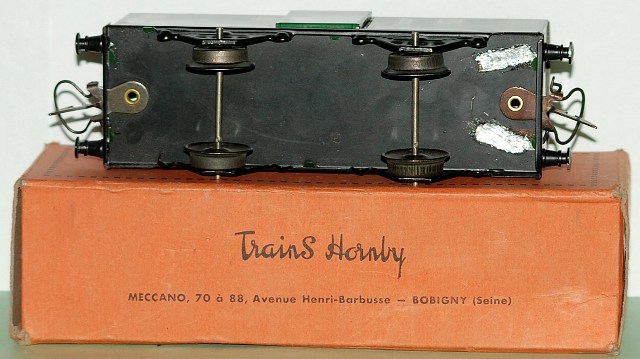 TrainS Hornby
MECCANO, 70 à 88, Avenue Henri-Barbusse — BOBIGNY (Seine)